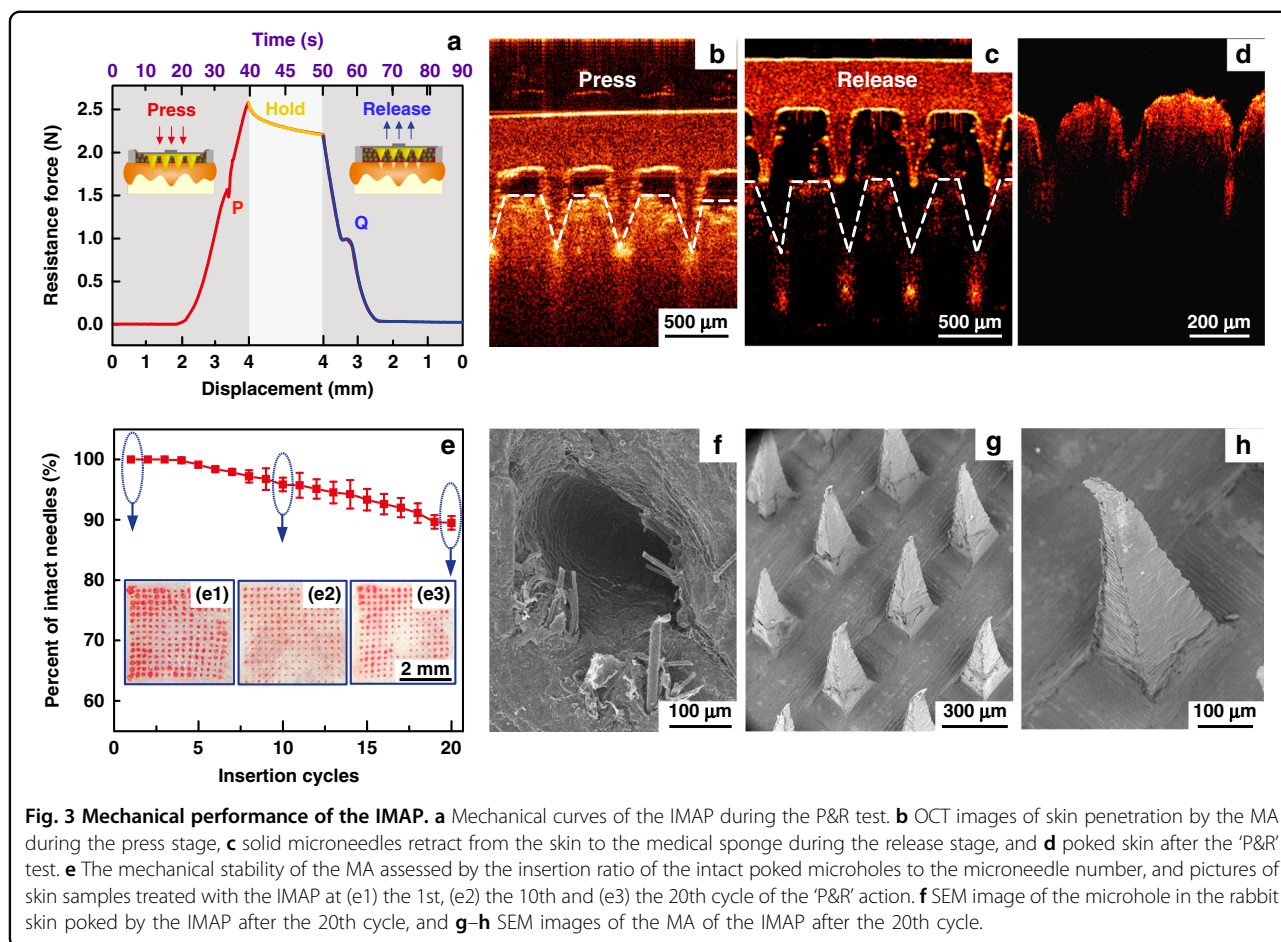 Time (s)
a
0 10 20 30 40 45 50 60 70 80 90
Press
Hold
Release
2.5
2.0
1.5
1.0
0.5
0.0
Resistance force (N)
P
Q
0 1 2 3 4 4 3 2 1 0
Displacement (mm)
b
Press
500 μm
c
Release
500 μm
d
200 μm
e
100
90
80
70
60
Percent of intact needles (%)
(e1)
(e2)
(e3)
2 mm
0 5 10 15 20
Insertion cycles
f
100 μm
g
300 μm
h
100 μm
Fig. 3 Mechanical performance of the IMAP. a Mechanical curves of the IMAP during the P&R test. b OCT images of skin penetration by the MA
during the press stage, c solid microneedles retract from the skin to the medical sponge during the release stage, and d poked skin after the ‘P&R’
test. e The mechanical stability of the MA assessed by the insertion ratio of the intact poked microholes to the microneedle number, and pictures of
skin samples treated with the IMAP at (e1) the 1st, (e2) the 10th and (e3) the 20th cycle of the ‘P&R’ action. f SEM image of the microhole in the rabbit
skin poked by the IMAP after the 20th cycle, and g–h SEM images of the MA of the IMAP after the 20th cycle.